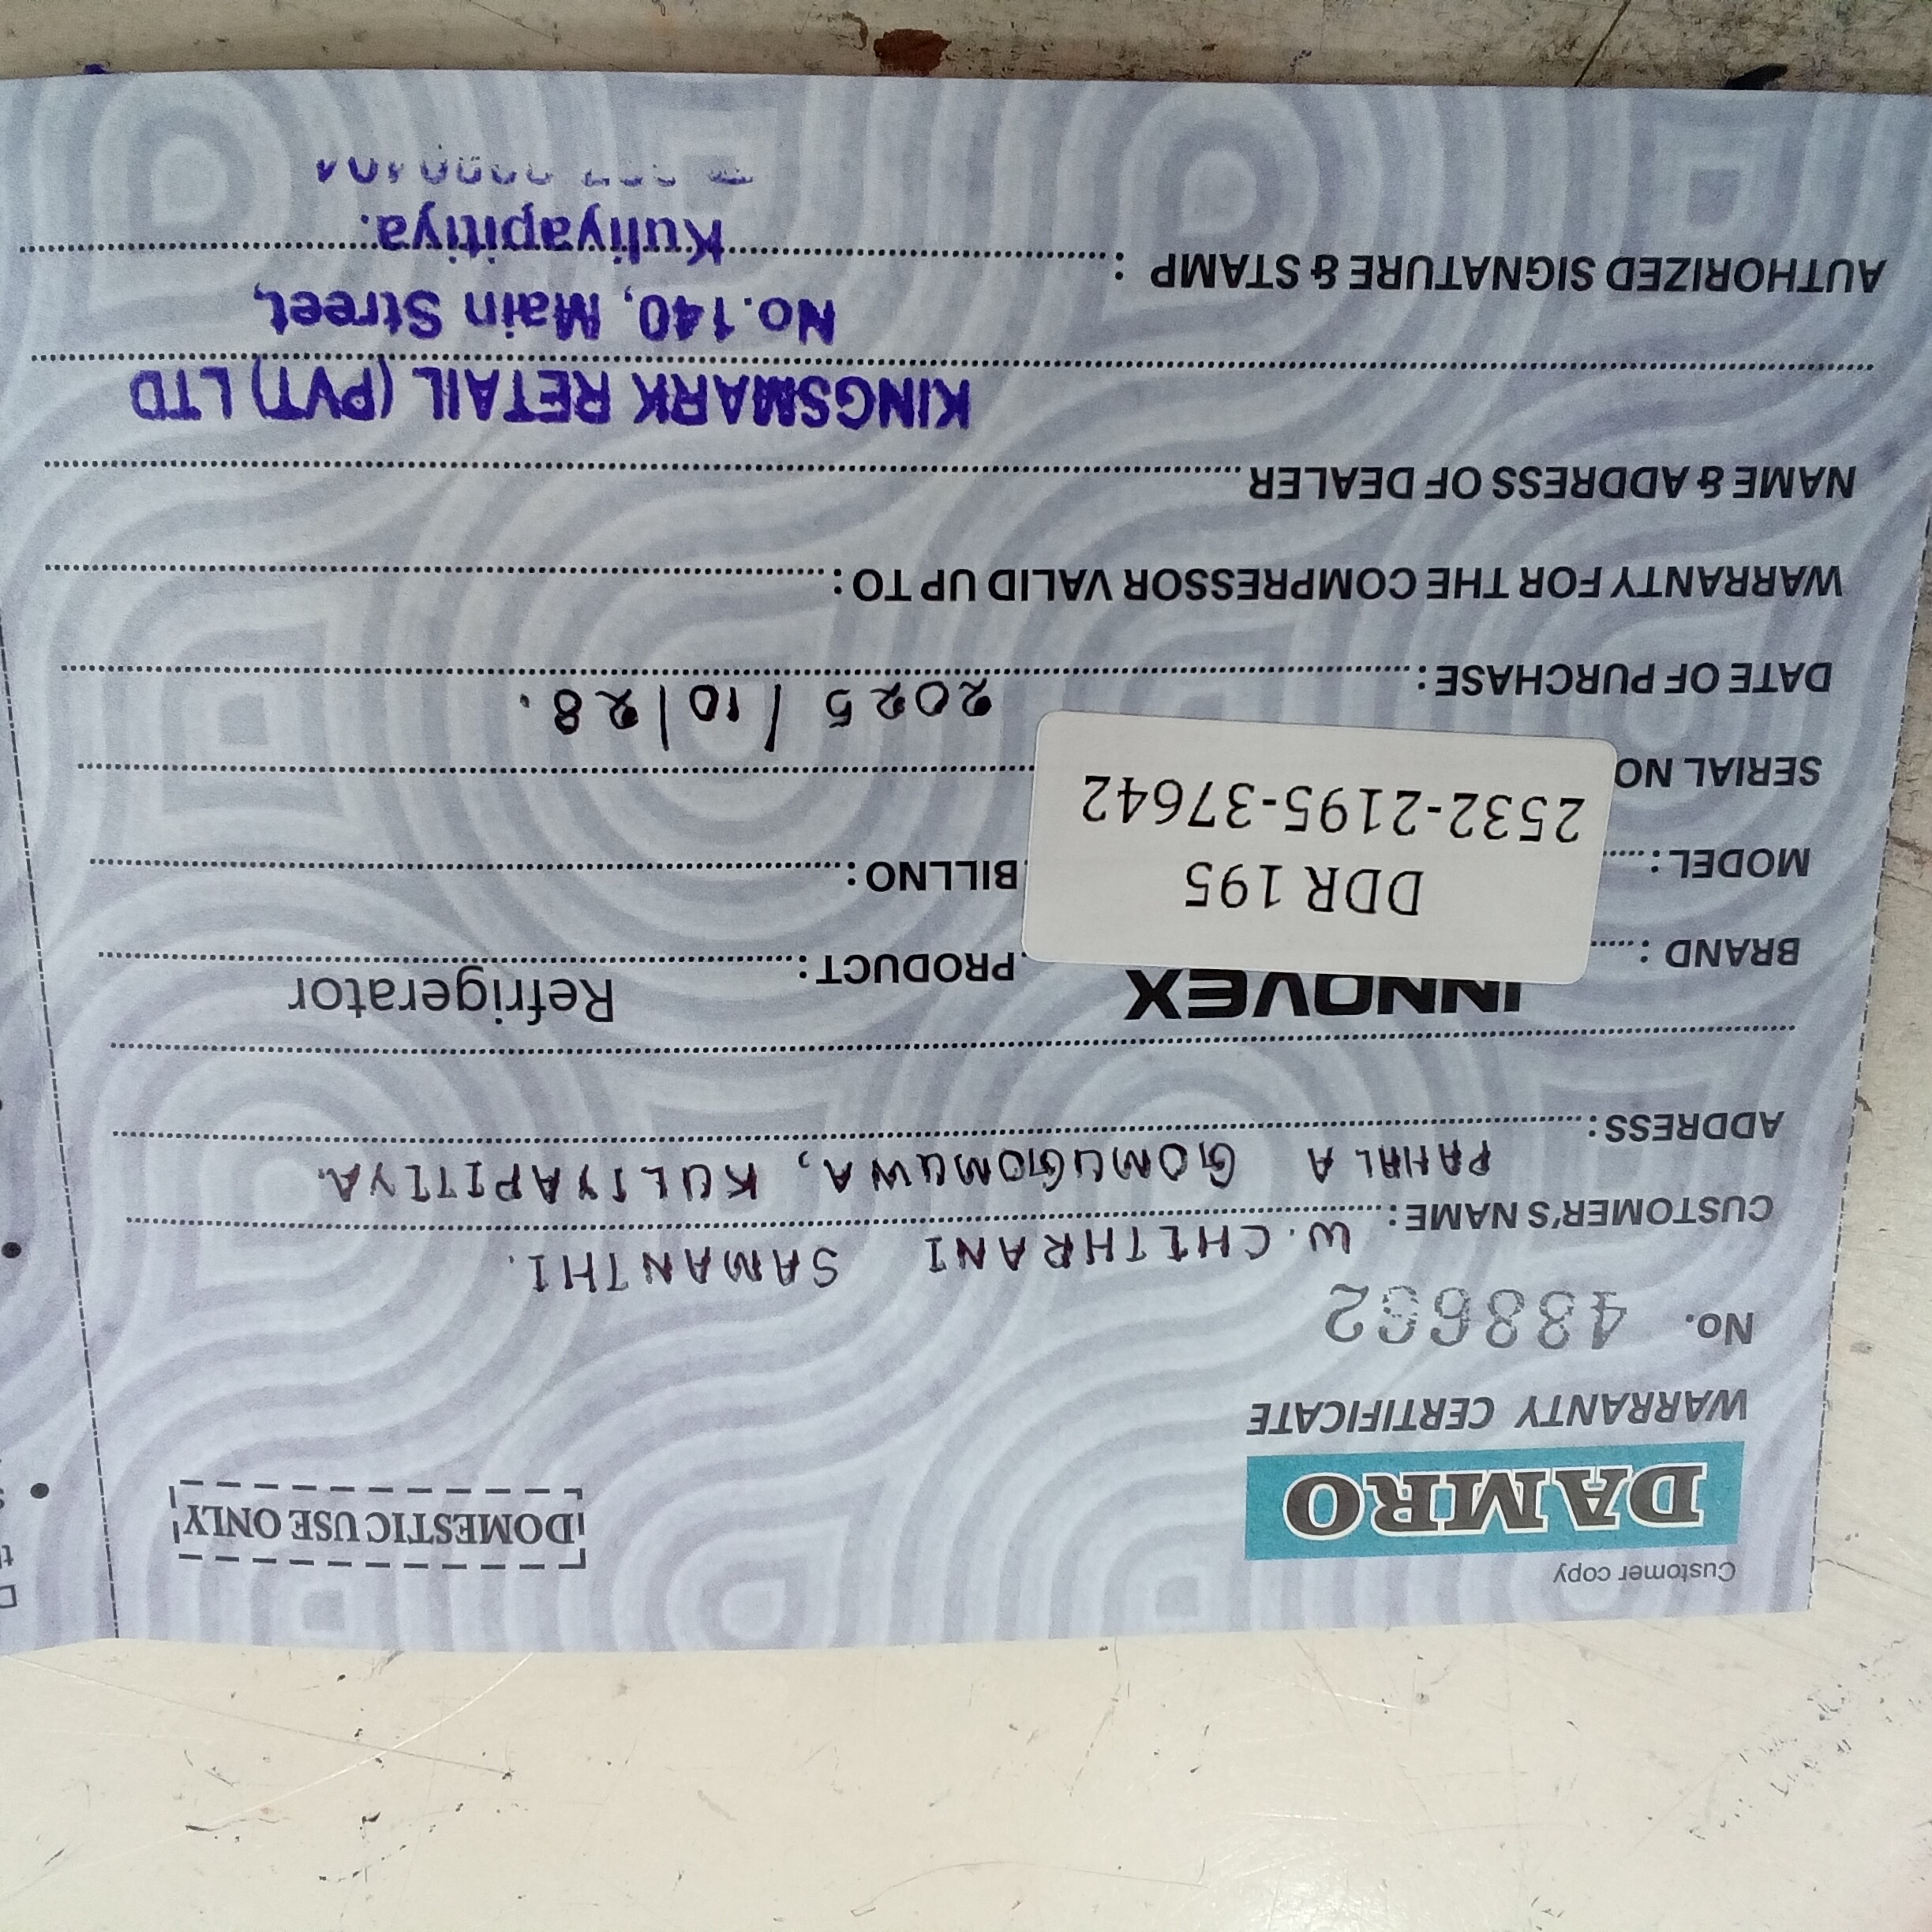 Customer copy
DAMRO
DOMESTIC USE ONLY
WARRANTY CERTIFICATE
No.
CUSTOMER'S NAME : W. CHITHRANI SAMANTHI.
ADDRESS : PAHALA GOMUGOMUWA, KULIYAPITIYA.
BRAND : INNOVEX PRODUCT : Refrigerator
MODEL : DDR 195 BILLNO :
SERIAL NO 2532-2195-37642
DATE OF PURCHASE : 2025/10/28.
WARRANTY FOR THE COMPRESSOR VALID UP TO :
NAME & ADDRESS OF DEALER
KINGSMARK RETAIL (PVT) LTD
No.140, Main Street,
AUTHORIZED SIGNATURE & STAMP : Kuliyapitiya.